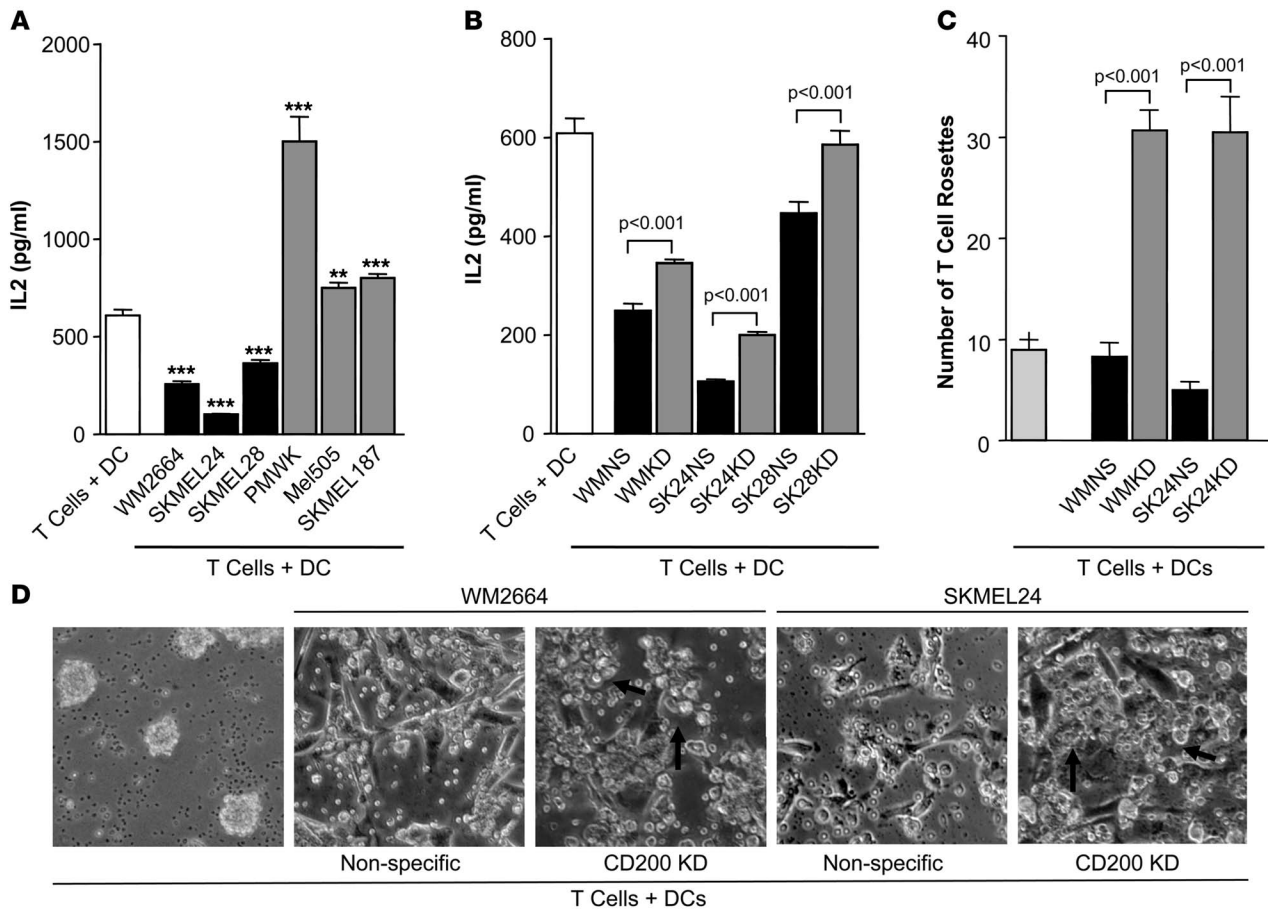 A
IL2 (pg/ml)
2000
1500
1000
500
0
***
***
***
***
**
***
T Cells + DC
WM2664
SKMEL24
SKMEL28
PMWK
Mel505
SKMEL187
T Cells + DC
B
IL2 (pg/ml)
800
600
400
200
0
p<0.001
p<0.001
p<0.001
T Cells + DC
WMNS
WMKD
SK24NS
SK24KD
SK28NS
SK28KD
T Cells + DC
C
Number of T Cell Rosettes
40
30
20
10
0
p<0.001
p<0.001
WMNS
WMKD
SK24NS
SK24KD
T Cells + DCs
D
WM2664
SKMEL24
Non-specific
CD200 KD
Non-specific
CD200 KD
T Cells + DCs